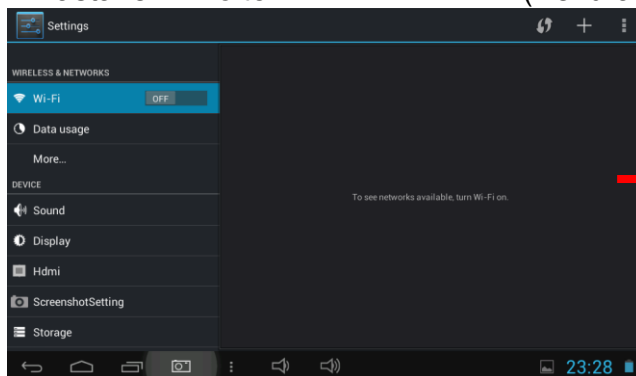 Settings
WIRELESS & NETWORKS
Wi-Fi OFF
Data usage
More...
DEVICE
Sound
Display
Hdmi
ScreenshotSetting
Storage
To see networks available, turn Wi-Fi on.
23:28